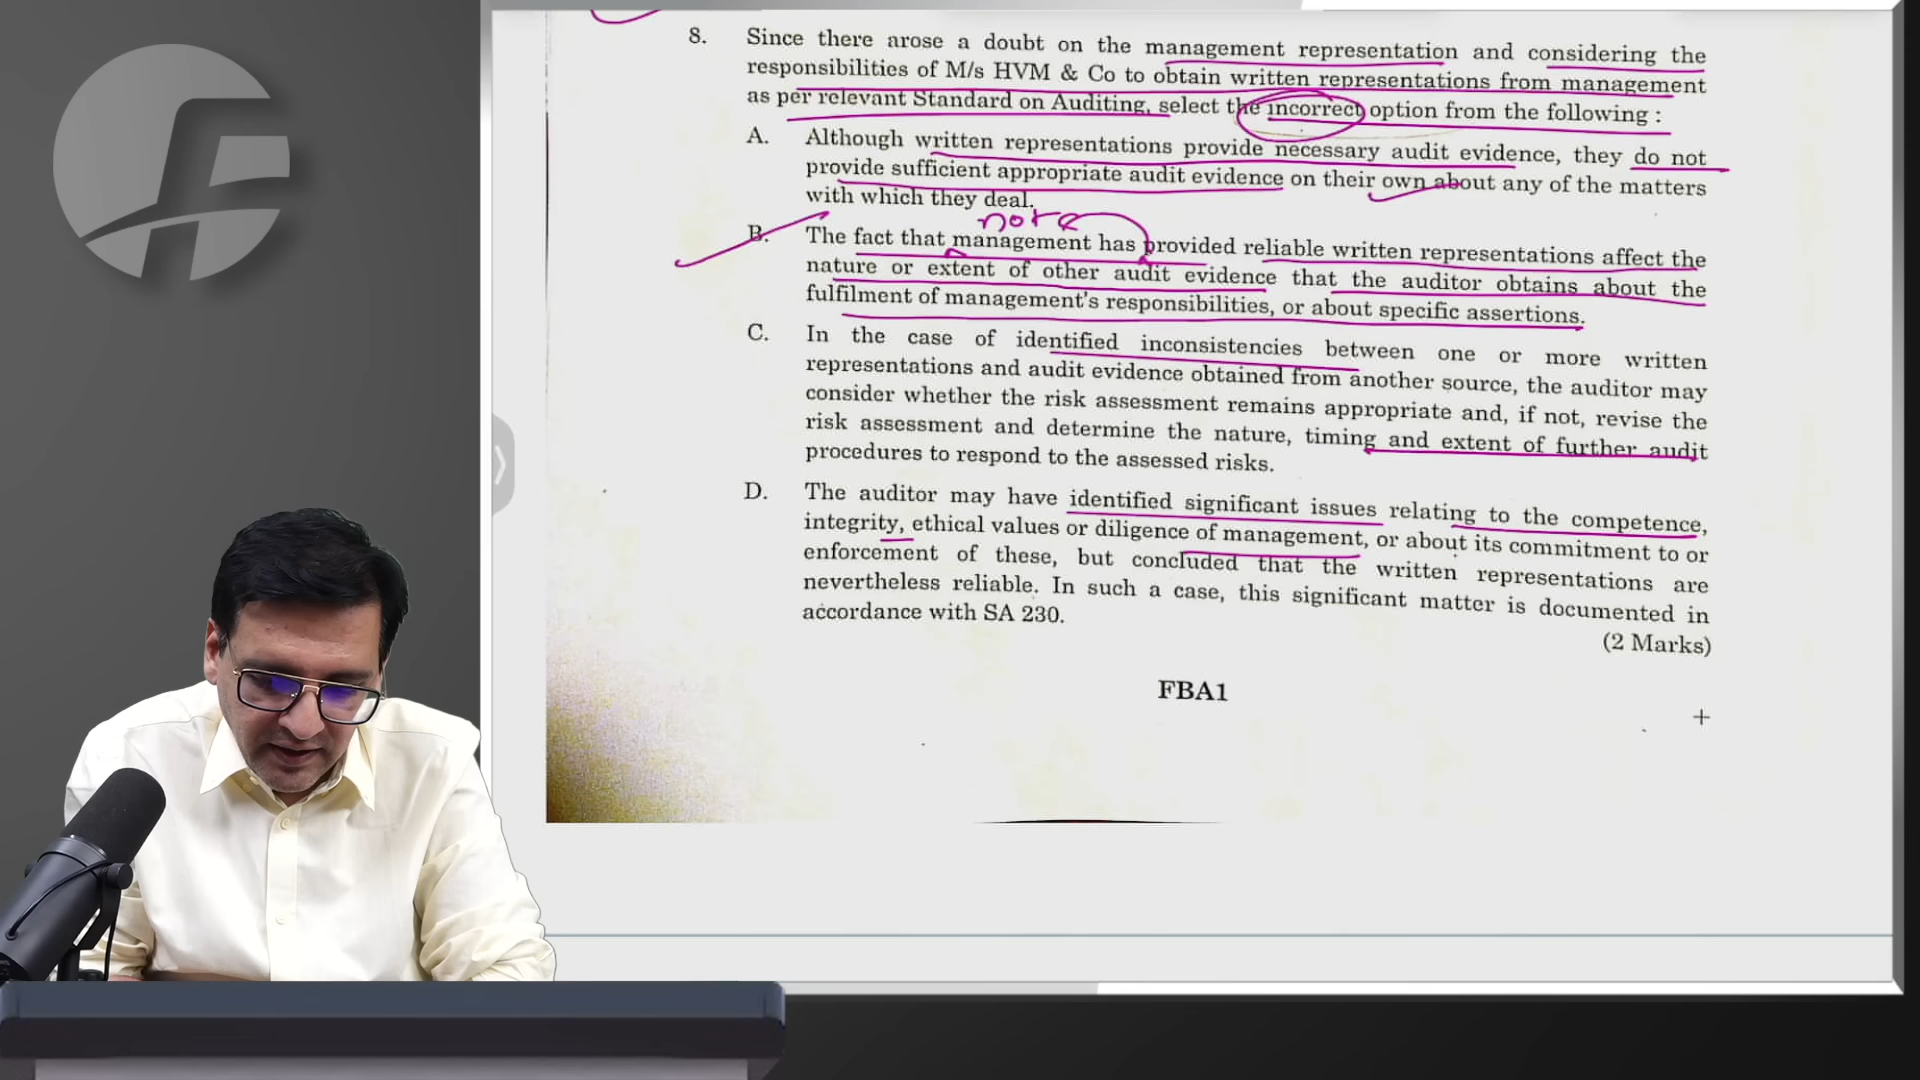 8. Since there arose a doubt on the management representation and considering the
responsibilities of M/s HVM & Co to obtain written representations from management
as per relevant Standard on Auditing, select the incorrect option from the following :
A. Although written representations provide necessary audit evidence, they do not
provide sufficient appropriate audit evidence on their own about any of the matters
with which they deal.
B. The fact that management has provided reliable written representations affect the
nature or extent of other audit evidence that the auditor obtains about the
fulfilment of management's responsibilities, or about specific assertions.
C. In the case of identified inconsistencies between one or more written
representations and audit evidence obtained from another source, the auditor may
consider whether the risk assessment remains appropriate and, if not, revise the
risk assessment and determine the nature, timing and extent of further audit
procedures to respond to the assessed risks.
D. The auditor may have identified significant issues relating to the competence,
integrity, ethical values or diligence of management, or about its commitment to or
enforcement of these, but concluded that the written representations are
nevertheless reliable. In such a case, this significant matter is documented in
accordance with SA 230.
(2 Marks)
FBA1
+